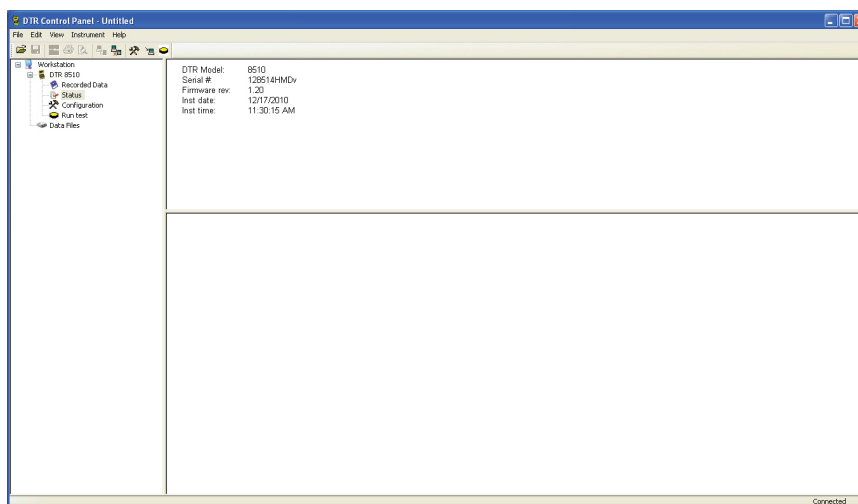 DTR Control Panel - Untitled
File Edit View Instrument Help
Workstation
DTR 8510
Recorded Data
Status
Configuration
Run test
Data Files
DTR Model: 8510
Serial #: 128514HMDv
Firmware rev: 1.20
Inst date: 12/17/2010
Inst time: 11:30:15 AM
Connected